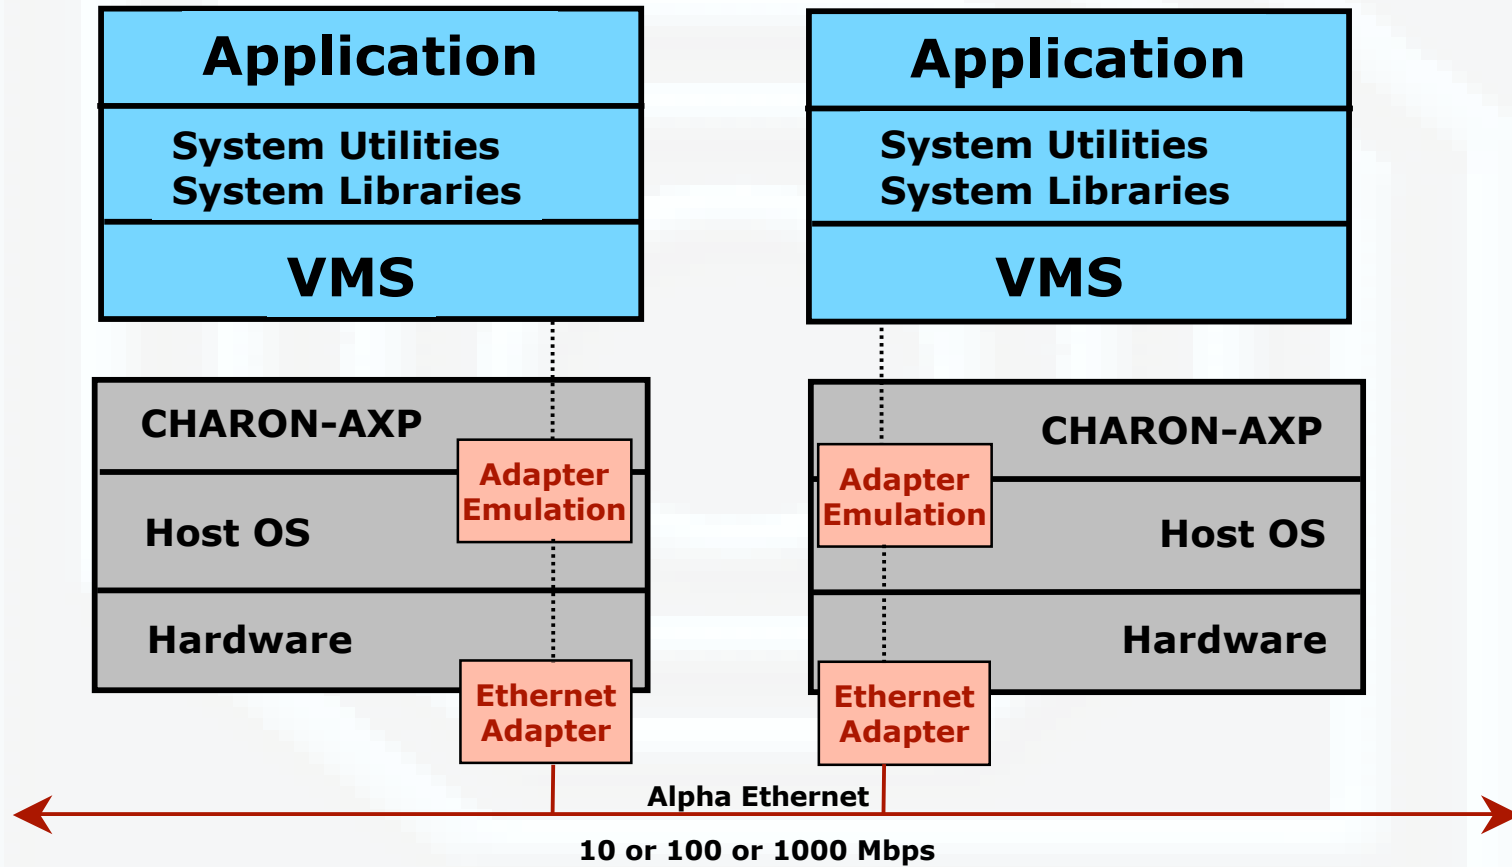 Application
System Utilities
System Libraries
VMS
CHARON-AXP
Adapter
Emulation
Host OS
Hardware
Ethernet
Adapter
Application
System Utilities
System Libraries
VMS
CHARON-AXP
Adapter
Emulation
Host OS
Hardware
Ethernet
Adapter
Alpha Ethernet
10 or 100 or 1000 Mbps